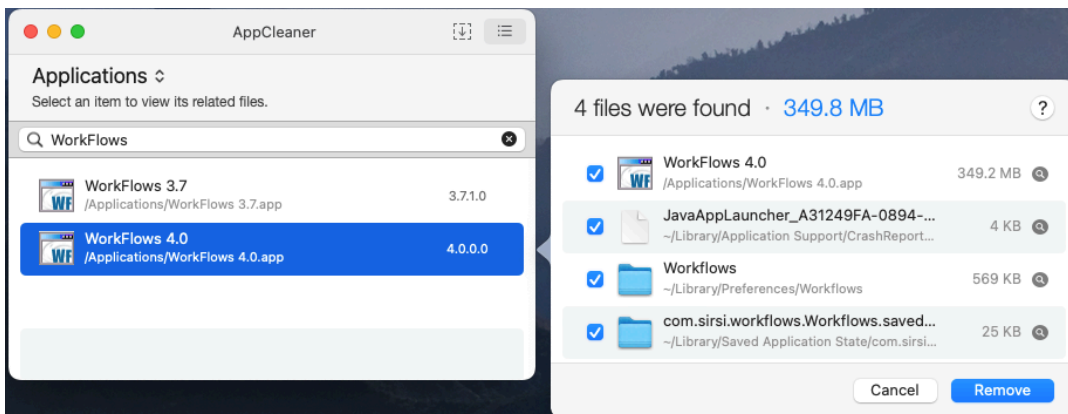 AppCleaner
Applications
Select an item to view its related files.
WorkFlows
WF
WorkFlows 3.7
/Applications/WorkFlows 3.7.app
3.7.1.0
WF
WorkFlows 4.0
/Applications/WorkFlows 4.0.app
4.0.0.0
4 files were found · 349.8 MB
?
WF
WorkFlows 4.0
/Applications/WorkFlows 4.0.app
349.2 MB
JavaAppLauncher_A31249FA-0894-...
~/Library/Application Support/CrashReport...
4 KB
Workflows
~/Library/Preferences/Workflows
569 KB
com.sirsi.workflows.Workflows.saved...
~/Library/Saved Application State/com.sirsi...
25 KB
Cancel
Remove